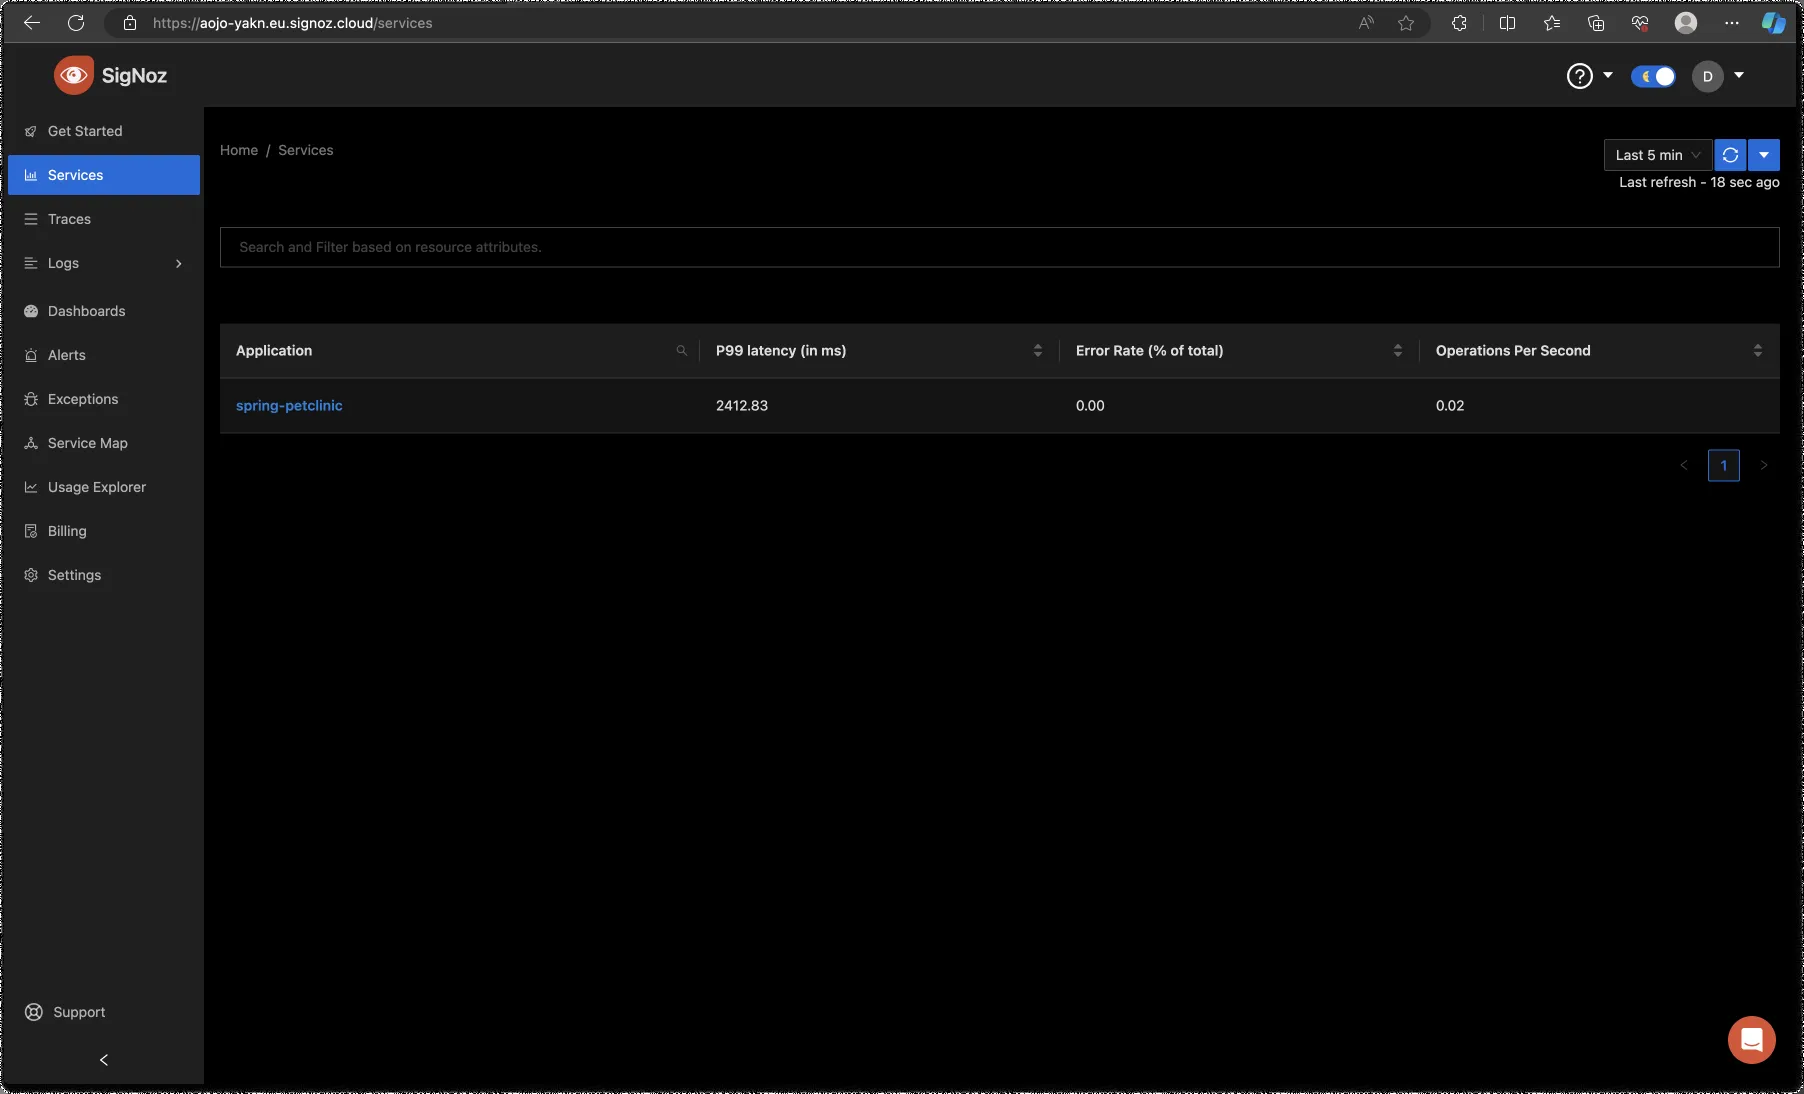 https://aojo-yakn.eu.signoz.cloud/services
SigNoz
D
Get Started
Services
Traces
Logs
Dashboards
Alerts
Exceptions
Service Map
Usage Explorer
Billing
Settings
Support
Home / Services
Last 5 min
Last refresh - 18 sec ago
Search and Filter based on resource attributes.
Application P99 latency (in ms) Error Rate (% of total) Operations Per Second
spring-petclinic 2412.83 0.00 0.02
1